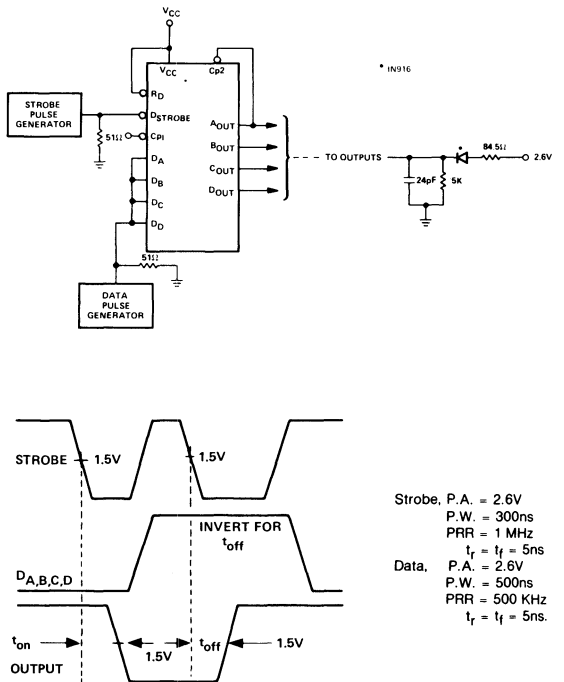 VCC
VCC
Cp2
* IN916
RD
STROBE
PULSE
GENERATOR
DSTROBE
51Ω
CP1
AOUT
BOUT
COUT
DOUT
TO OUTPUTS
84.5Ω
2.6V
24pF
5K
DA
DB
DC
DD
51Ω
DATA
PULSE
GENERATOR
STROBE
1.5V
1.5V
INVERT FOR
toff
DA,B,C,D
ton
toff
1.5V
1.5V
OUTPUT
Strobe, P.A. = 2.6V
P.W. = 300ns
PRR = 1 MHz
tr = tf = 5ns
Data, P.A. = 2.6V
P.W. = 500ns
PRR = 500 KHz
tr = tf = 5ns.